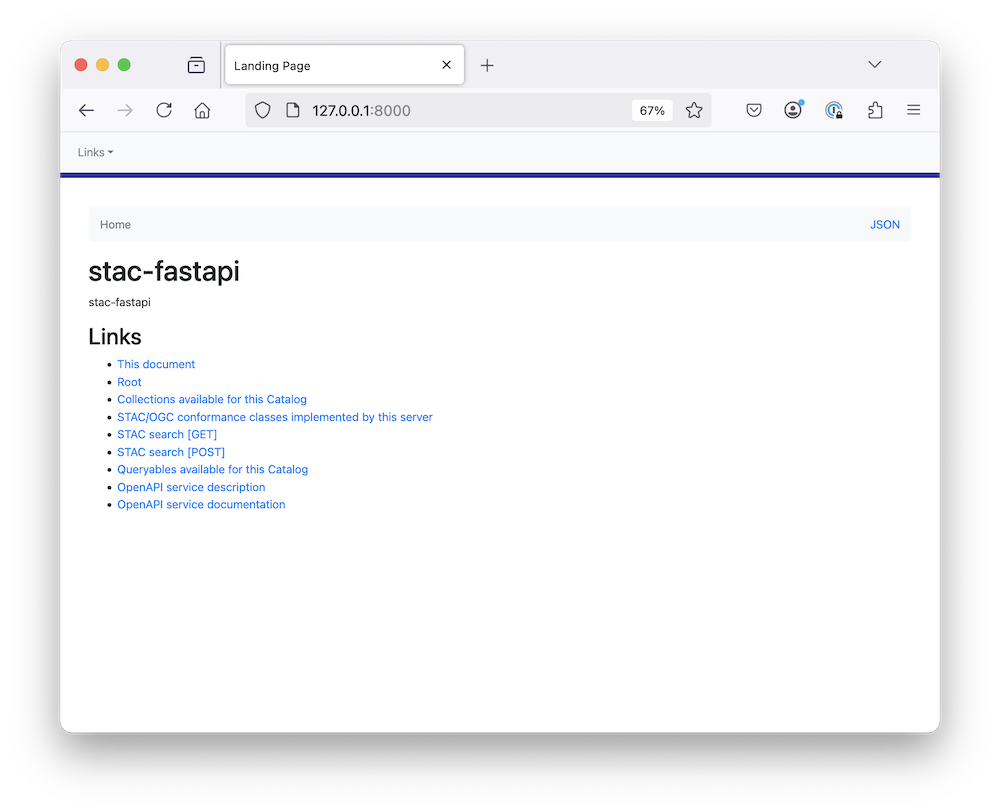 Landing Page
127.0.0.1:8000
67%
Links
Home
JSON
stac-fastapi
stac-fastapi
Links
This document
Root
Collections available for this Catalog
STAC/OGC conformance classes implemented by this server
STAC search [GET]
STAC search [POST]
Queryables available for this Catalog
OpenAPI service description
OpenAPI service documentation